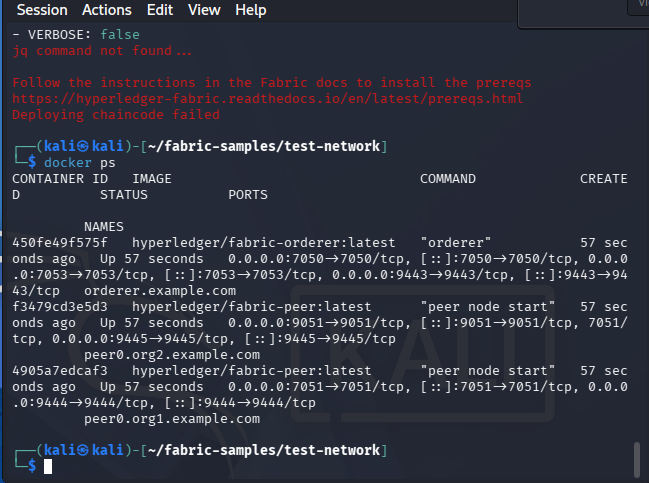 Session Actions Edit View Help
- VERBOSE: false
jq command not found...
Follow the instructions in the Fabric docs to install the prereqs
https://hyperledger-fabric.readthedocs.io/en/latest/prereqs.html
Deploying chaincode failed
┌──(kali㉿kali)-[~/fabric-samples/test-network]
└─$ docker ps
CONTAINER ID   IMAGE                               COMMAND             CREATE
D          STATUS          PORTS
         NAMES
450fe49f575f   hyperledger/fabric-orderer:latest   "orderer"           57 sec
onds ago   Up 57 seconds   0.0.0.0:7050→7050/tcp, [::]:7050→7050/tcp, 0.0.0
.0:7053→7053/tcp, [::]:7053→7053/tcp, 0.0.0.0:9443→9443/tcp, [::]:9443→94
43/tcp   orderer.example.com
f3479cd3e5d3   hyperledger/fabric-peer:latest      "peer node start"   57 sec
onds ago   Up 57 seconds   0.0.0.0:9051→9051/tcp, [::]:9051→9051/tcp, 7051/
tcp, 0.0.0.0:9445→9445/tcp, [::]:9445→9445/tcp
         peer0.org2.example.com
4905a7edcaf3   hyperledger/fabric-peer:latest      "peer node start"   57 sec
onds ago   Up 57 seconds   0.0.0.0:7051→7051/tcp, [::]:7051→7051/tcp, 0.0.0
.0:9444→9444/tcp, [::]:9444→9444/tcp
         peer0.org1.example.com
┌──(kali㉿kali)-[~/fabric-samples/test-network]
└─$
KALI